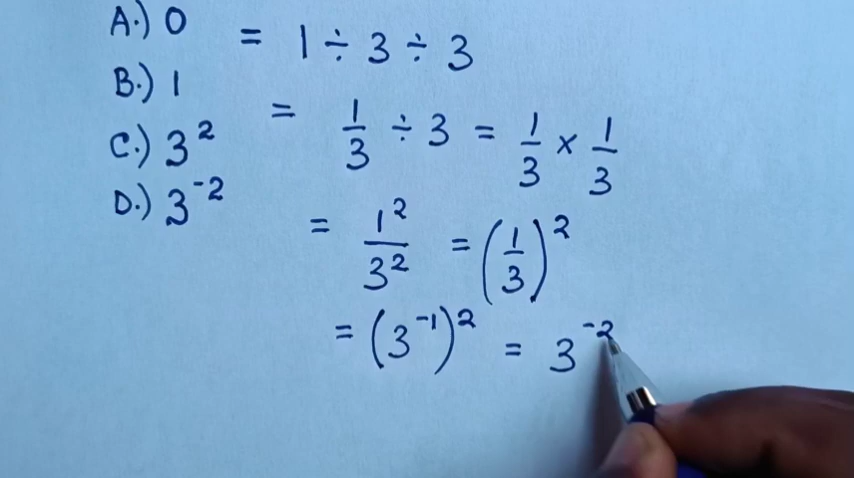 A.) 0 = 1 ÷ 3 ÷ 3
B.) 1
= 1/3 ÷ 3 = 1/3 × 1/3
C.) 3²
D.) 3⁻²
= 1²/3² = (1/3)²
= (3⁻¹)² = 3⁻²